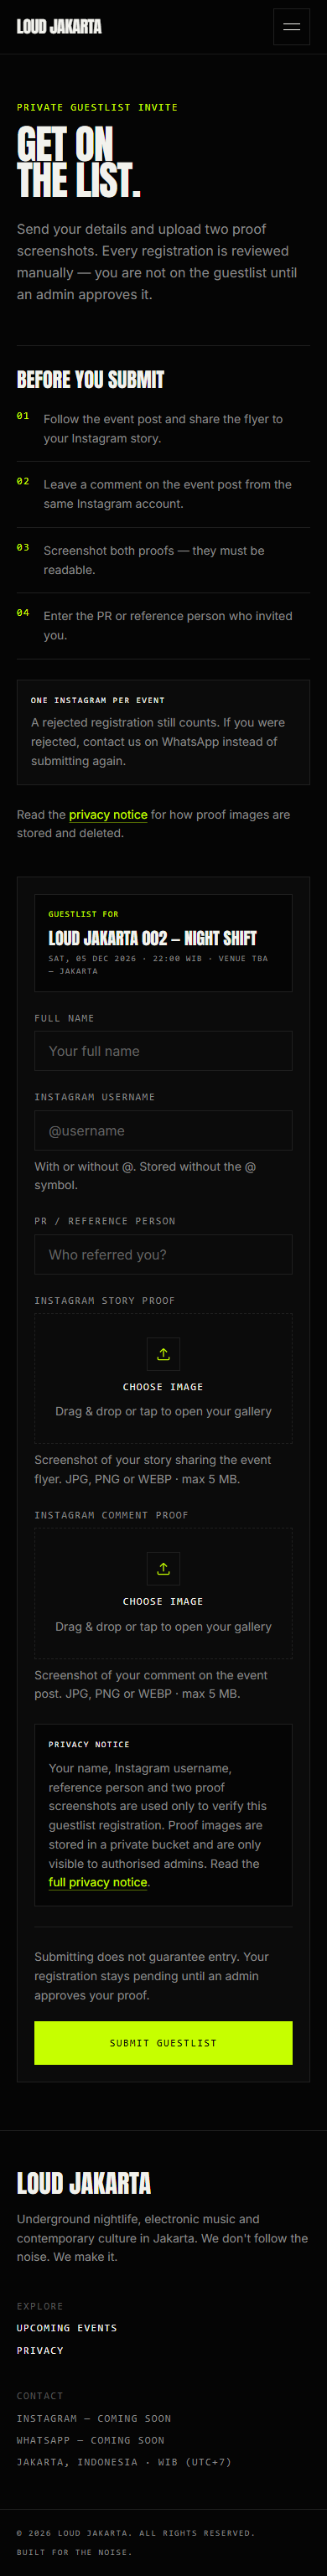 LOUD JAKARTA
PRIVATE GUESTLIST INVITE
GET ON
THE LIST.
Send your details and upload two proof
screenshots. Every registration is reviewed
manually — you are not on the guestlist until
an admin approves it.
BEFORE YOU SUBMIT
01 Follow the event post and share the flyer to
your Instagram story.
02 Leave a comment on the event post from the
same Instagram account.
03 Screenshot both proofs — they must be
readable.
04 Enter the PR or reference person who invited
you.
ONE INSTAGRAM PER EVENT
A rejected registration still counts. If you were
rejected, contact us on WhatsApp instead of
submitting again.
Read the privacy notice for how proof images are
stored and deleted.
GUESTLIST FOR
LOUD JAKARTA 002 — NIGHT SHIFT
SAT, 05 DEC 2026 · 22:00 WIB · VENUE TBA
— JAKARTA
FULL NAME
Your full name
INSTAGRAM USERNAME
@username
With or without @. Stored without the @
symbol.
PR / REFERENCE PERSON
Who referred you?
INSTAGRAM STORY PROOF
CHOOSE IMAGE
Drag & drop or tap to open your gallery
Screenshot of your story sharing the event
flyer. JPG, PNG or WEBP · max 5 MB.
INSTAGRAM COMMENT PROOF
CHOOSE IMAGE
Drag & drop or tap to open your gallery
Screenshot of your comment on the event
post. JPG, PNG or WEBP · max 5 MB.
PRIVACY NOTICE
Your name, Instagram username,
reference person and two proof
screenshots are used only to verify this
guestlist registration. Proof images are
stored in a private bucket and are only
visible to authorised admins. Read the
full privacy notice.
Submitting does not guarantee entry. Your
registration stays pending until an admin
approves your proof.
SUBMIT GUESTLIST
LOUD JAKARTA
Underground nightlife, electronic music and
contemporary culture in Jakarta. We don't follow the
noise. We make it.
EXPLORE
UPCOMING EVENTS
PRIVACY
CONTACT
INSTAGRAM — COMING SOON
WHATSAPP — COMING SOON
JAKARTA, INDONESIA · WIB (UTC+7)
© 2026 LOUD JAKARTA. ALL RIGHTS RESERVED.
BUILT FOR THE NOISE.